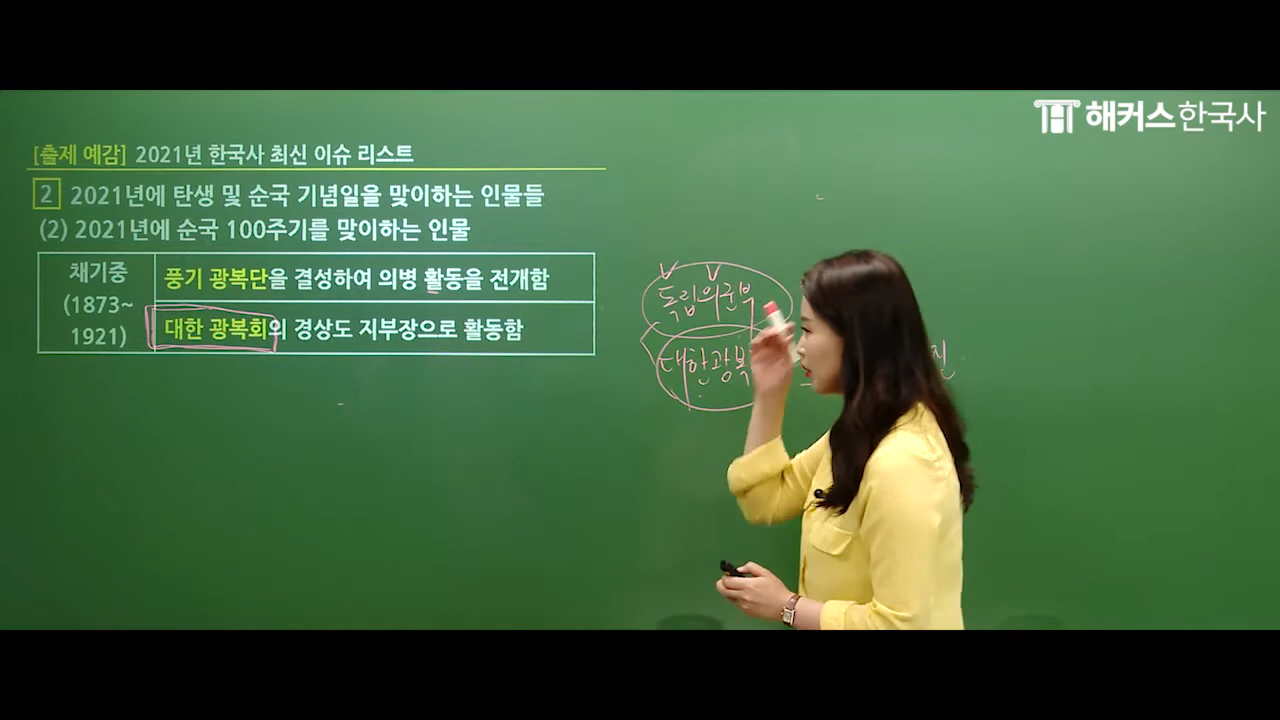 해커스한국사
[출제 예감] 2021년 한국사 최신 이슈 리스트
2 2021년에 탄생 및 순국 기념일을 맞이하는 인물들
(2) 2021년에 순국 100주기를 맞이하는 인물
채기중
(1873~
1921)
풍기 광복단을 결성하여 의병 활동을 전개함
대한 광복회의 경상도 지부장으로 활동함
독립의군부
대한광복
진